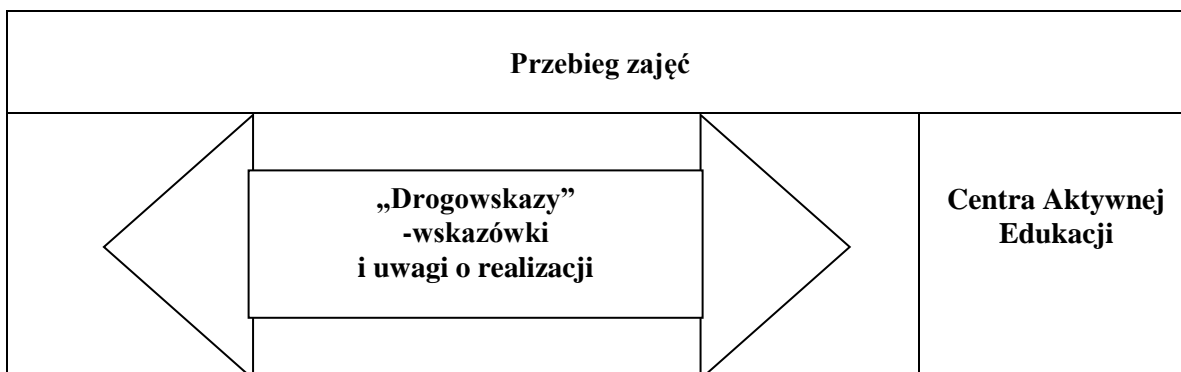 Przebieg zajęć
„Drogowskazy”
-wskazówki
i uwagi o realizacji
Centra Aktywnej
Edukacji